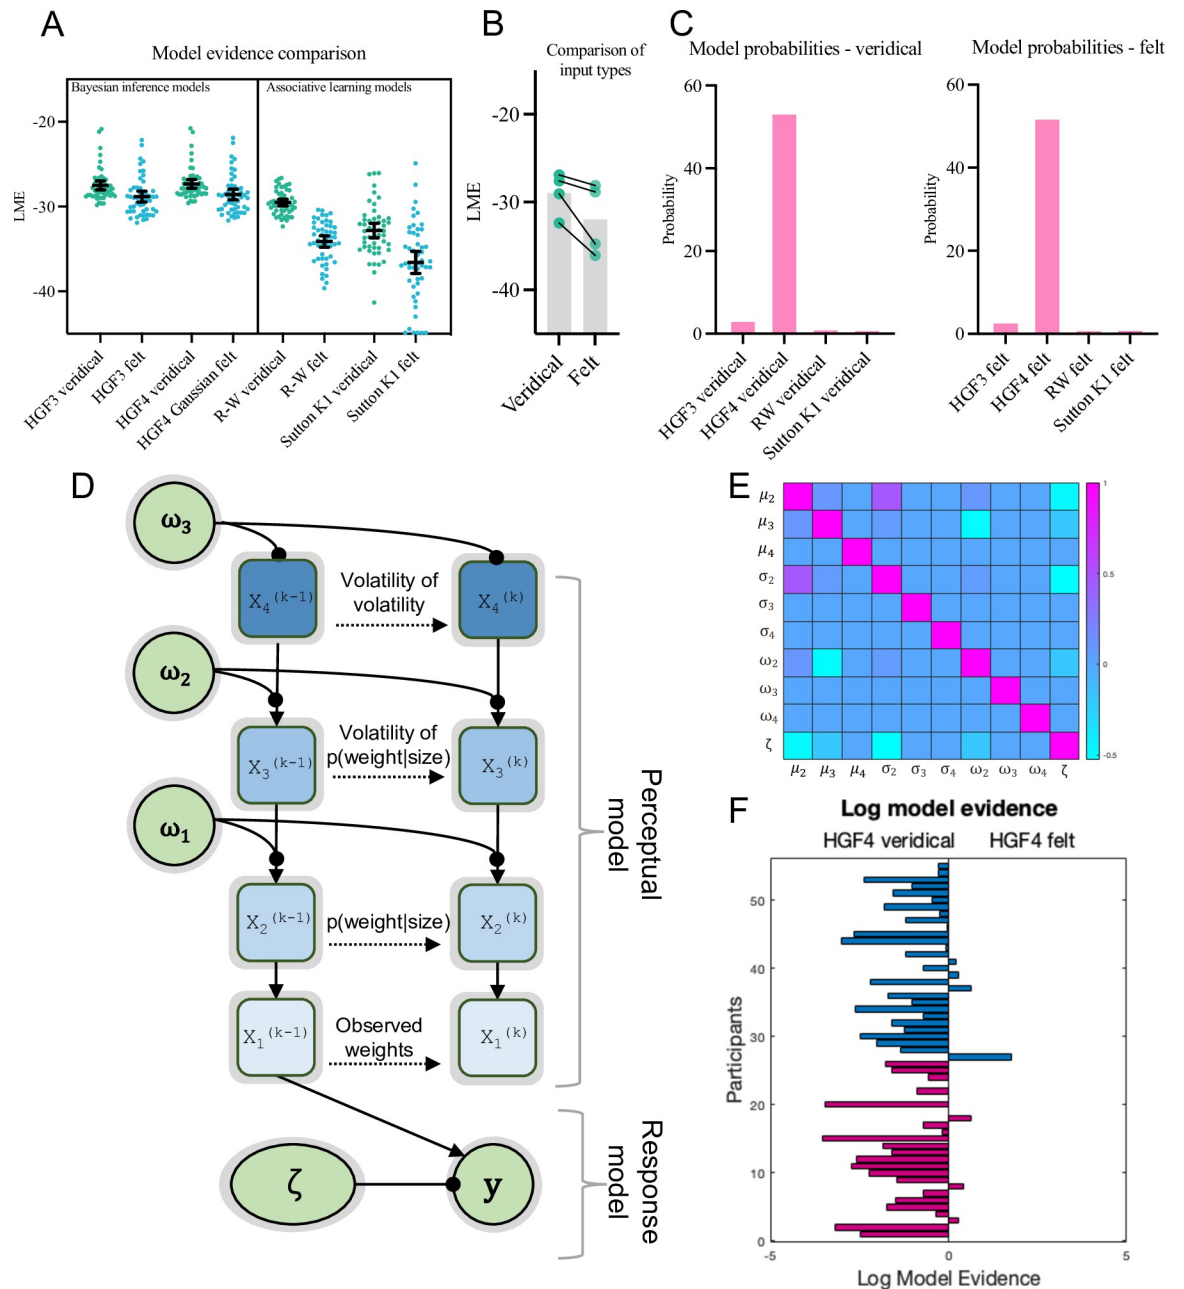 A
Model evidence comparison
Bayesian inference models
Associative learning models
LME
-20
-30
-40
HGF3 veridical
HGF3 felt
HGF4 veridical
HGF4 Gaussian felt
R-W veridical
R-W felt
Sutton K1 veridical
Sutton K1 felt
B
Comparison of
input types
LME
-20
-30
-40
Veridical
Felt
C
Model probabilities - veridical
Probability
60
40
20
0
HGF3 veridical
HGF4 veridical
RW veridical
Sutton K1 veridical
Model probabilities - felt
Probability
60
40
20
0
HGF3 felt
HGF4 felt
RW felt
Sutton K1 felt
D
ω3
X4(k-1)
Volatility of
volatility
X4(k)
ω2
X3(k-1)
Volatility of
p(weight|size)
X3(k)
ω1
X2(k-1)
p(weight|size)
X2(k)
X1(k-1)
Observed
weights
X1(k)
Perceptual
model
ζ
y
Response
model
E
μ2
μ3
μ4
σ2
σ3
σ4
ω2
ω3
ω4
ζ
μ2 μ3 μ4 σ2 σ3 σ4 ω2 ω3 ω4 ζ
1
0.5
0
-0.5
F
Log model evidence
HGF4 veridical HGF4 felt
Participants
50
40
30
20
10
0
-5 0 5
Log Model Evidence